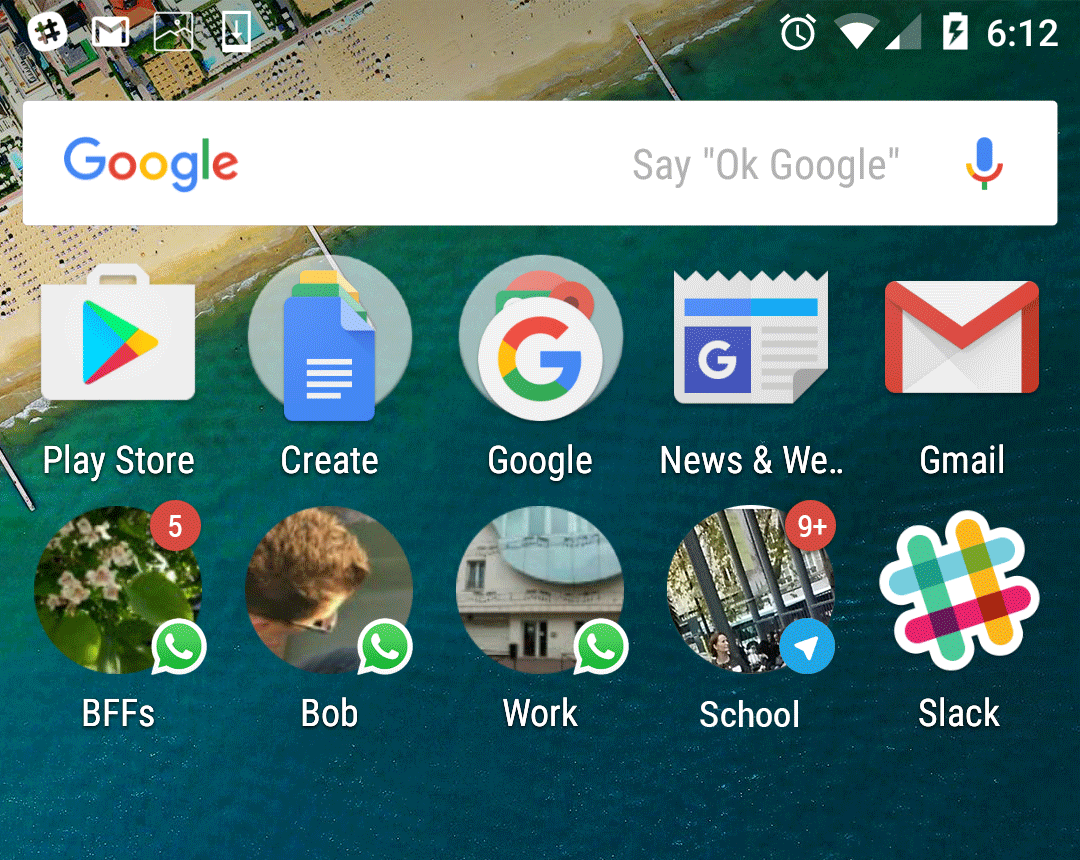 6:12
Google
Say "Ok Google"
G
G
Play Store
Create
Google
News & We..
Gmail
5
9+
BFFs
Bob
Work
School
Slack